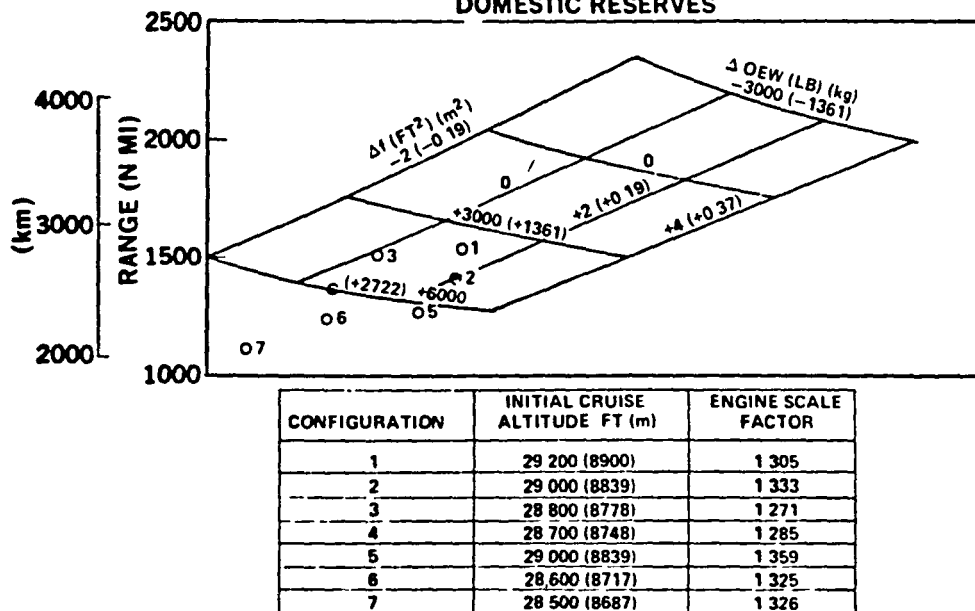 DOMESTIC RESERVES
2500
2000
1500
1000
RANGE (N MI)
4000
3000
2000
(km)
Δf (FT²) (m²)
−2 (−0 19)
0
+2 (+0 19)
+4 (+0 37)
Δ OEW (LB) (kg)
−3000 (−1361)
0
+3000 (+1361)
(+2722) +6000
1
2
3
5
6
7
CONFIGURATION INITIAL CRUISE ALTITUDE FT (m) ENGINE SCALE FACTOR
1 29 200 (8900) 1 305
2 29 000 (8839) 1 333
3 28 800 (8778) 1 271
4 28 700 (8748) 1 285
5 29 000 (8839) 1 359
6 28,600 (8717) 1 325
7 28 500 (8687) 1 326